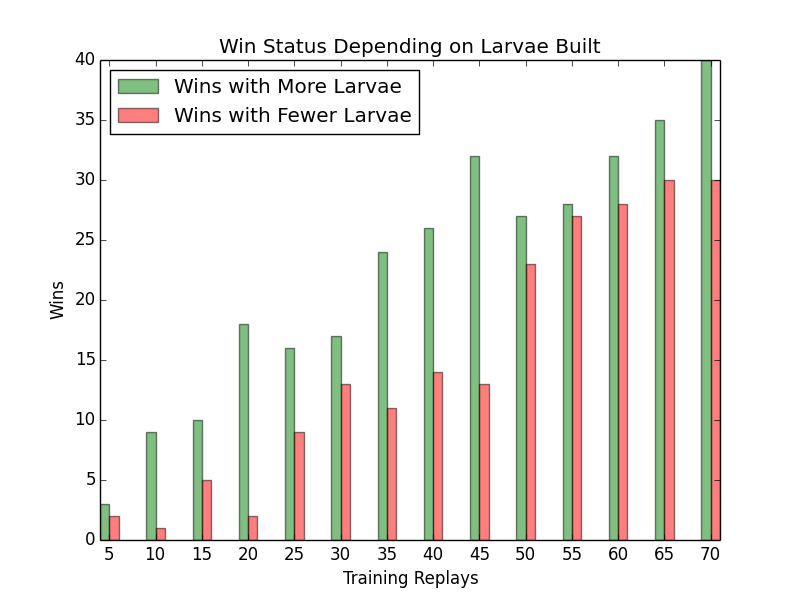 Win Status Depending on Larvae Built
Wins with More Larvae
Wins with Fewer Larvae
40
35
30
25
20
15
10
5
0
Wins
5 10 15 20 25 30 35 40 45 50 55 60 65 70
Training Replays